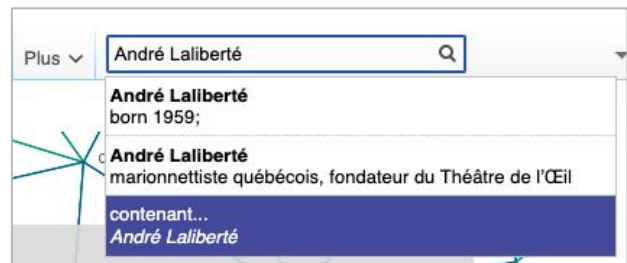 Plus
André Laliberté
André Laliberté
born 1959;
André Laliberté
marionnettiste québécois, fondateur du Théâtre de l'Œil
contenant...
André Laliberté